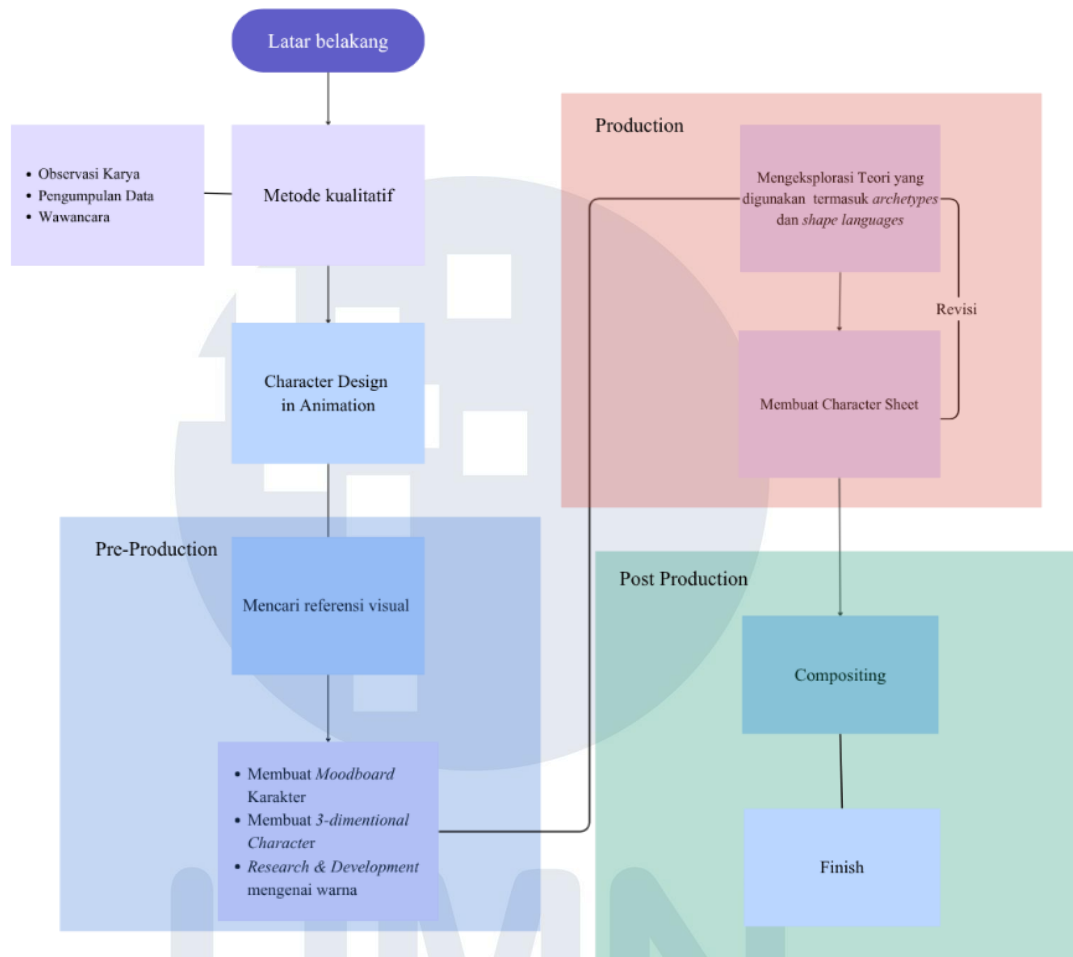 Latar belakang
• Observasi Karya
• Pengumpulan Data
• Wawancara
Metode kualitatif
Character Design
in Animation
Pre-Production
Mencari referensi visual
• Membuat Moodboard
Karakter
• Membuat 3-dimentional
Character
• Research & Development
mengenai warna
Production
Mengeksplorasi Teori yang
digunakan termasuk archetypes
dan shape languages
Revisi
Membuat Character Sheet
Post Production
Compositing
Finish
UMN